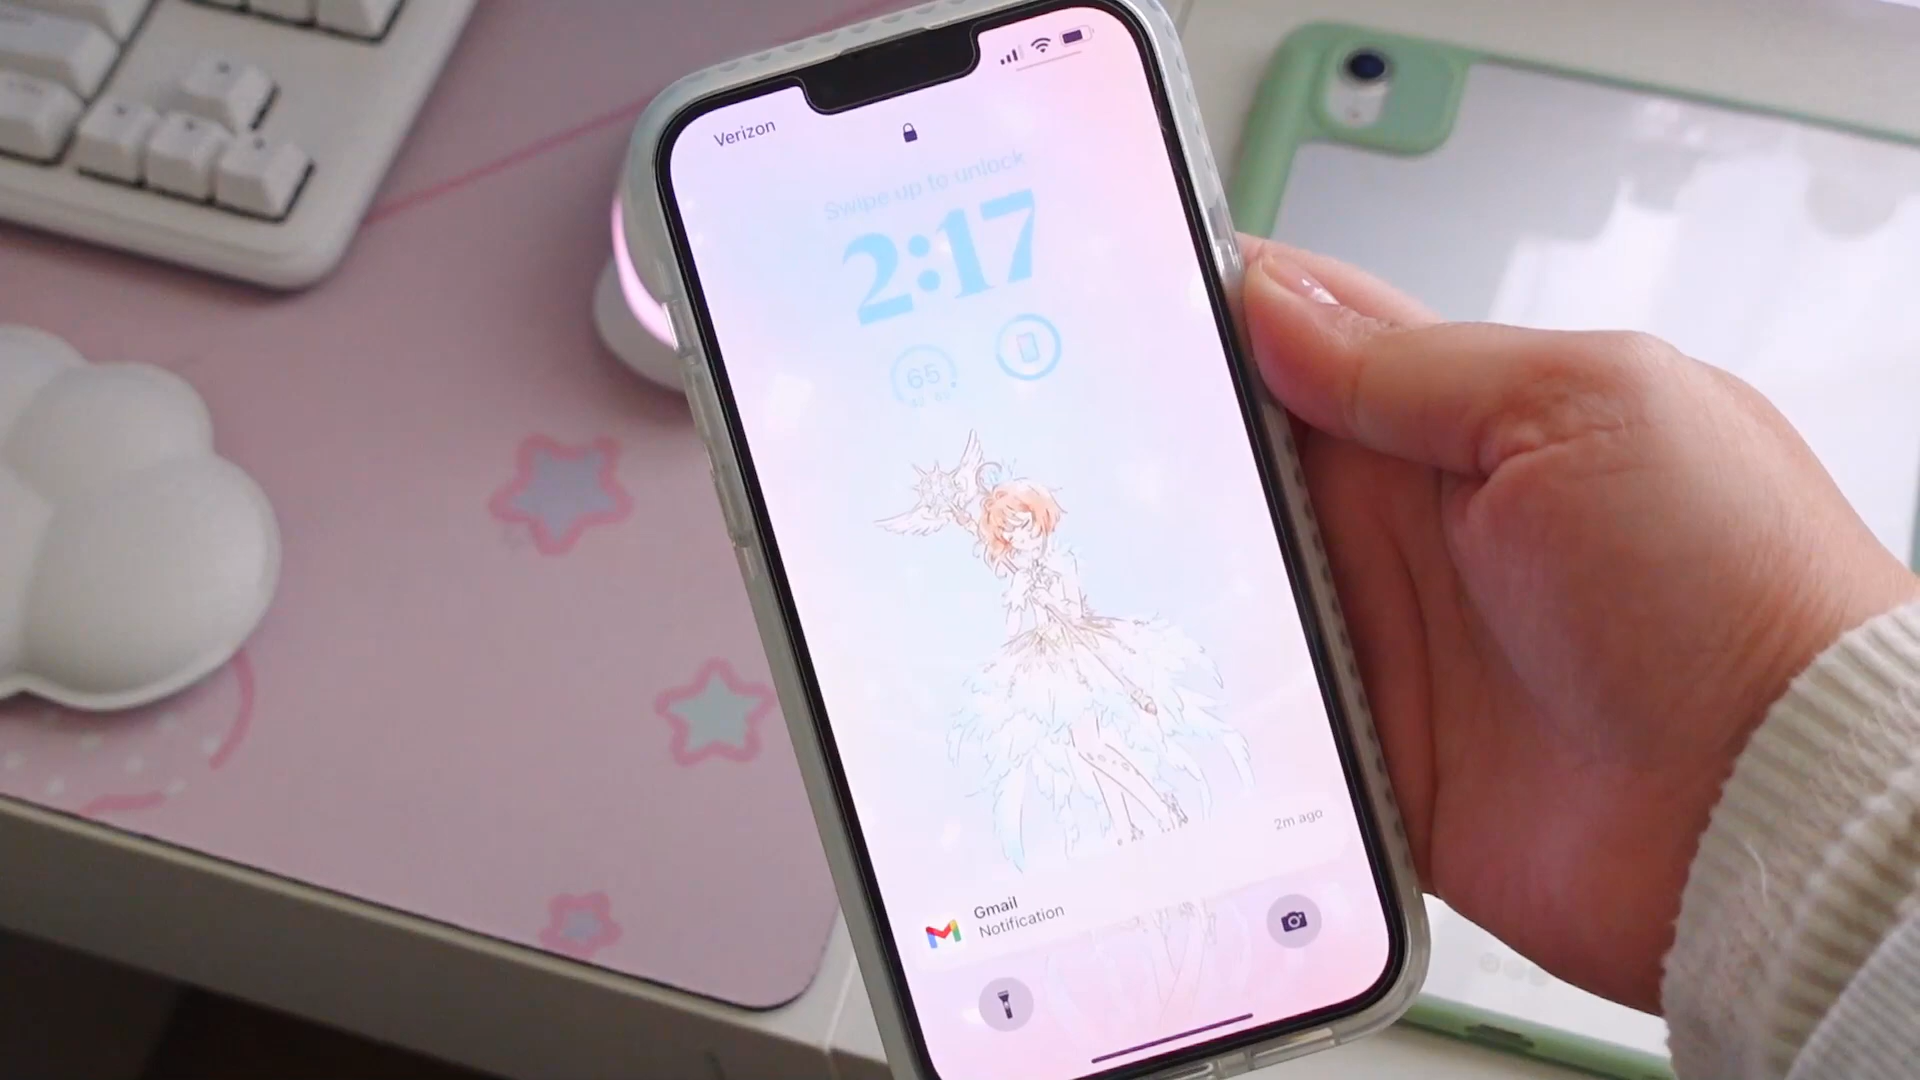 Verizon
Swipe up to unlock
2:17
65
2m ago
Gmail
Notification